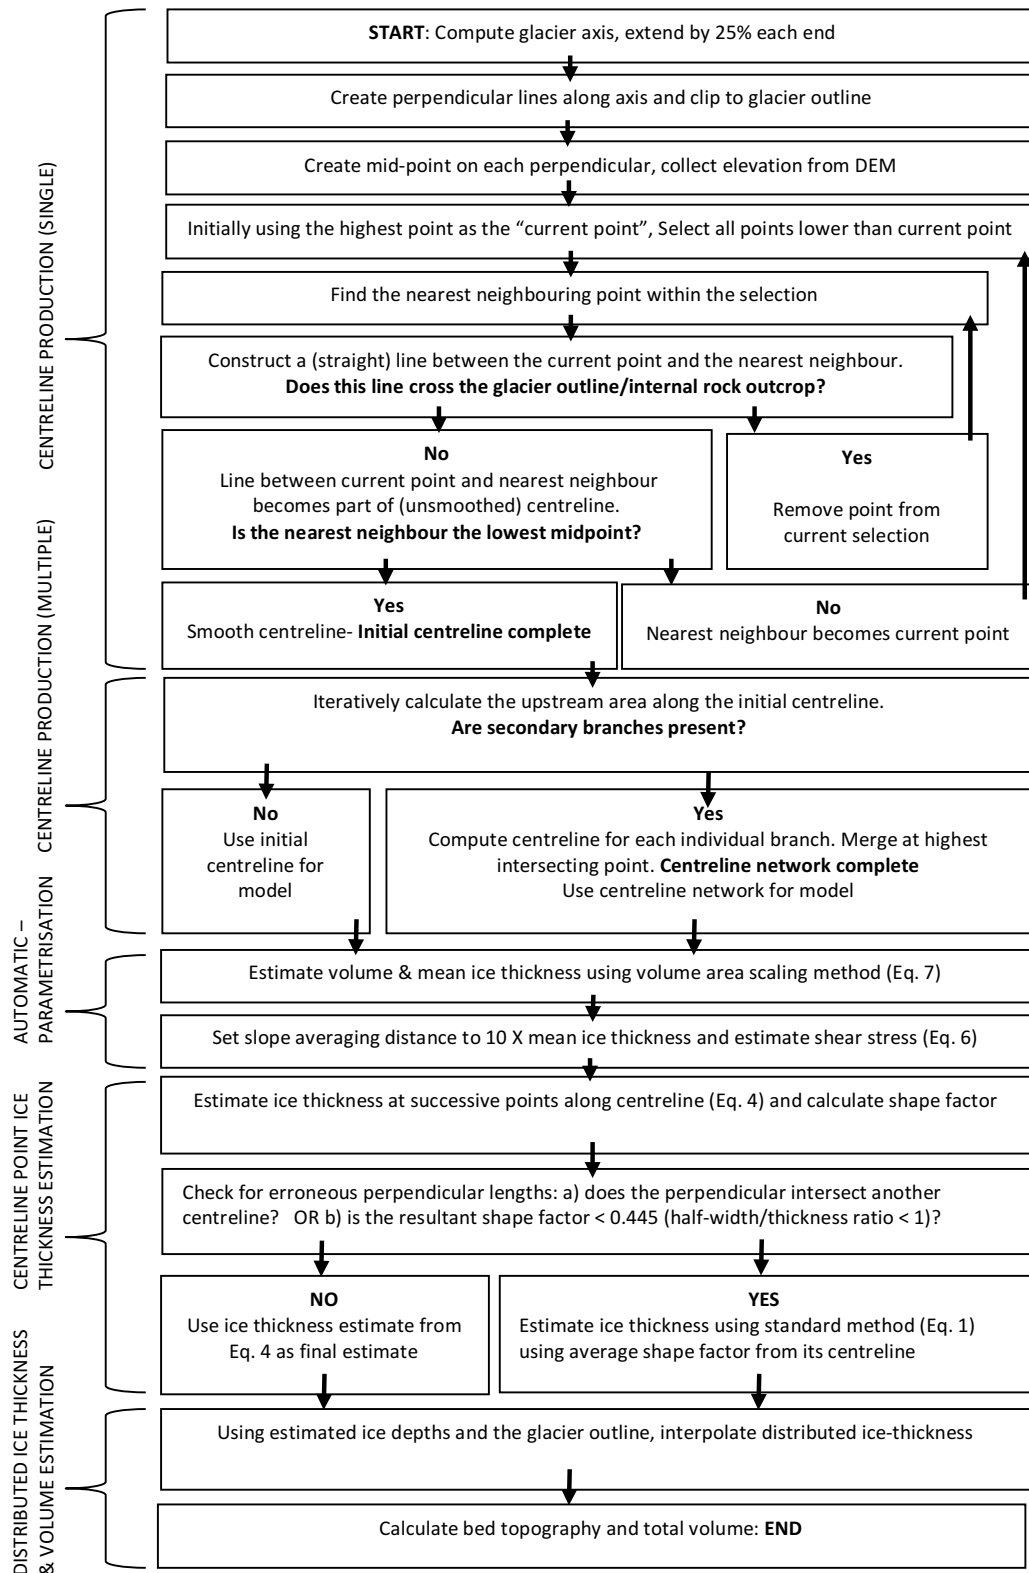 START: Compute glacier axis, extend by 25% each end
Create perpendicular lines along axis and clip to glacier outline
Create mid-point on each perpendicular, collect elevation from DEM
Initially using the highest point as the “current point”, Select all points lower than current point
Find the nearest neighbouring point within the selection
Construct a (straight) line between the current point and the nearest neighbour.
Does this line cross the glacier outline/internal rock outcrop?
No
Line between current point and nearest neighbour
becomes part of (unsmoothed) centreline.
Is the nearest neighbour the lowest midpoint?
Yes
Remove point from
current selection
Yes
Smooth centreline- Initial centreline complete
No
Nearest neighbour becomes current point
CENTRELINE PRODUCTION (SINGLE)
Iteratively calculate the upstream area along the initial centreline.
Are secondary branches present?
No
Use initial
centreline for
model
Yes
Compute centreline for each individual branch. Merge at highest
intersecting point. Centreline network complete
Use centreline network for model
CENTRELINE PRODUCTION (MULTIPLE)
Estimate volume & mean ice thickness using volume area scaling method (Eq. 7)
Set slope averaging distance to 10 X mean ice thickness and estimate shear stress (Eq. 6)
AUTOMATIC –
PARAMETRISATION
Estimate ice thickness at successive points along centreline (Eq. 4) and calculate shape factor
Check for erroneous perpendicular lengths: a) does the perpendicular intersect another
centreline? OR b) is the resultant shape factor < 0.445 (half-width/thickness ratio < 1)?
NO
Use ice thickness estimate from
Eq. 4 as final estimate
YES
Estimate ice thickness using standard method (Eq. 1)
using average shape factor from its centreline
CENTRELINE POINT ICE
THICKNESS ESTIMATION
Using estimated ice depths and the glacier outline, interpolate distributed ice-thickness
Calculate bed topography and total volume: END
DISTRIBUTED ICE THICKNESS
& VOLUME ESTIMATION